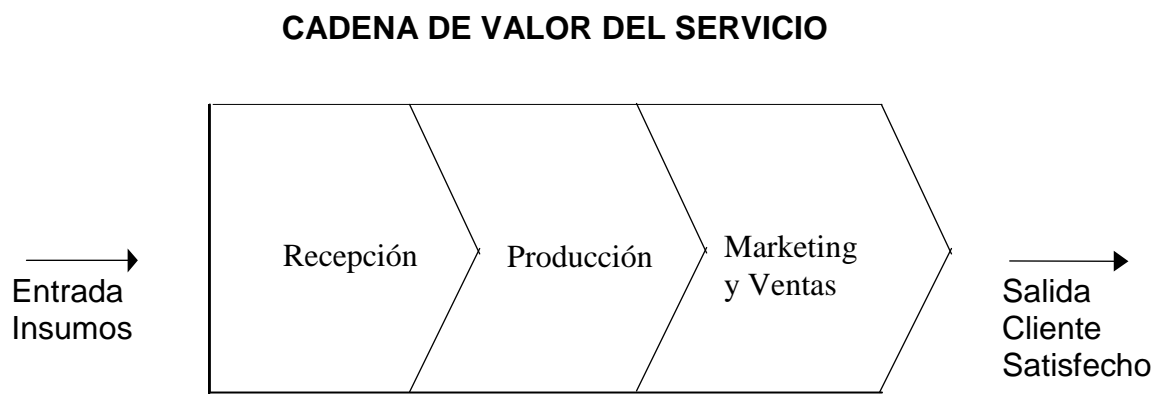 CADENA DE VALOR DEL SERVICIO
Recepción
Producción
Marketing
y Ventas
Entrada
Insumos
Salida
Cliente
Satisfecho